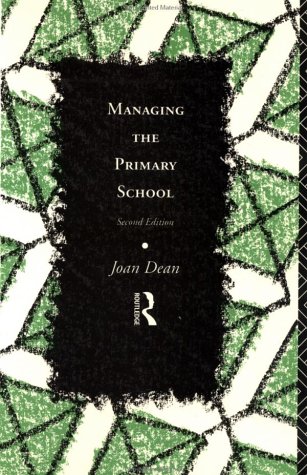 MANAGING
THE
PRIMARY
SCHOOL
Second Edition
Joan Dean
ROUTLEDGE